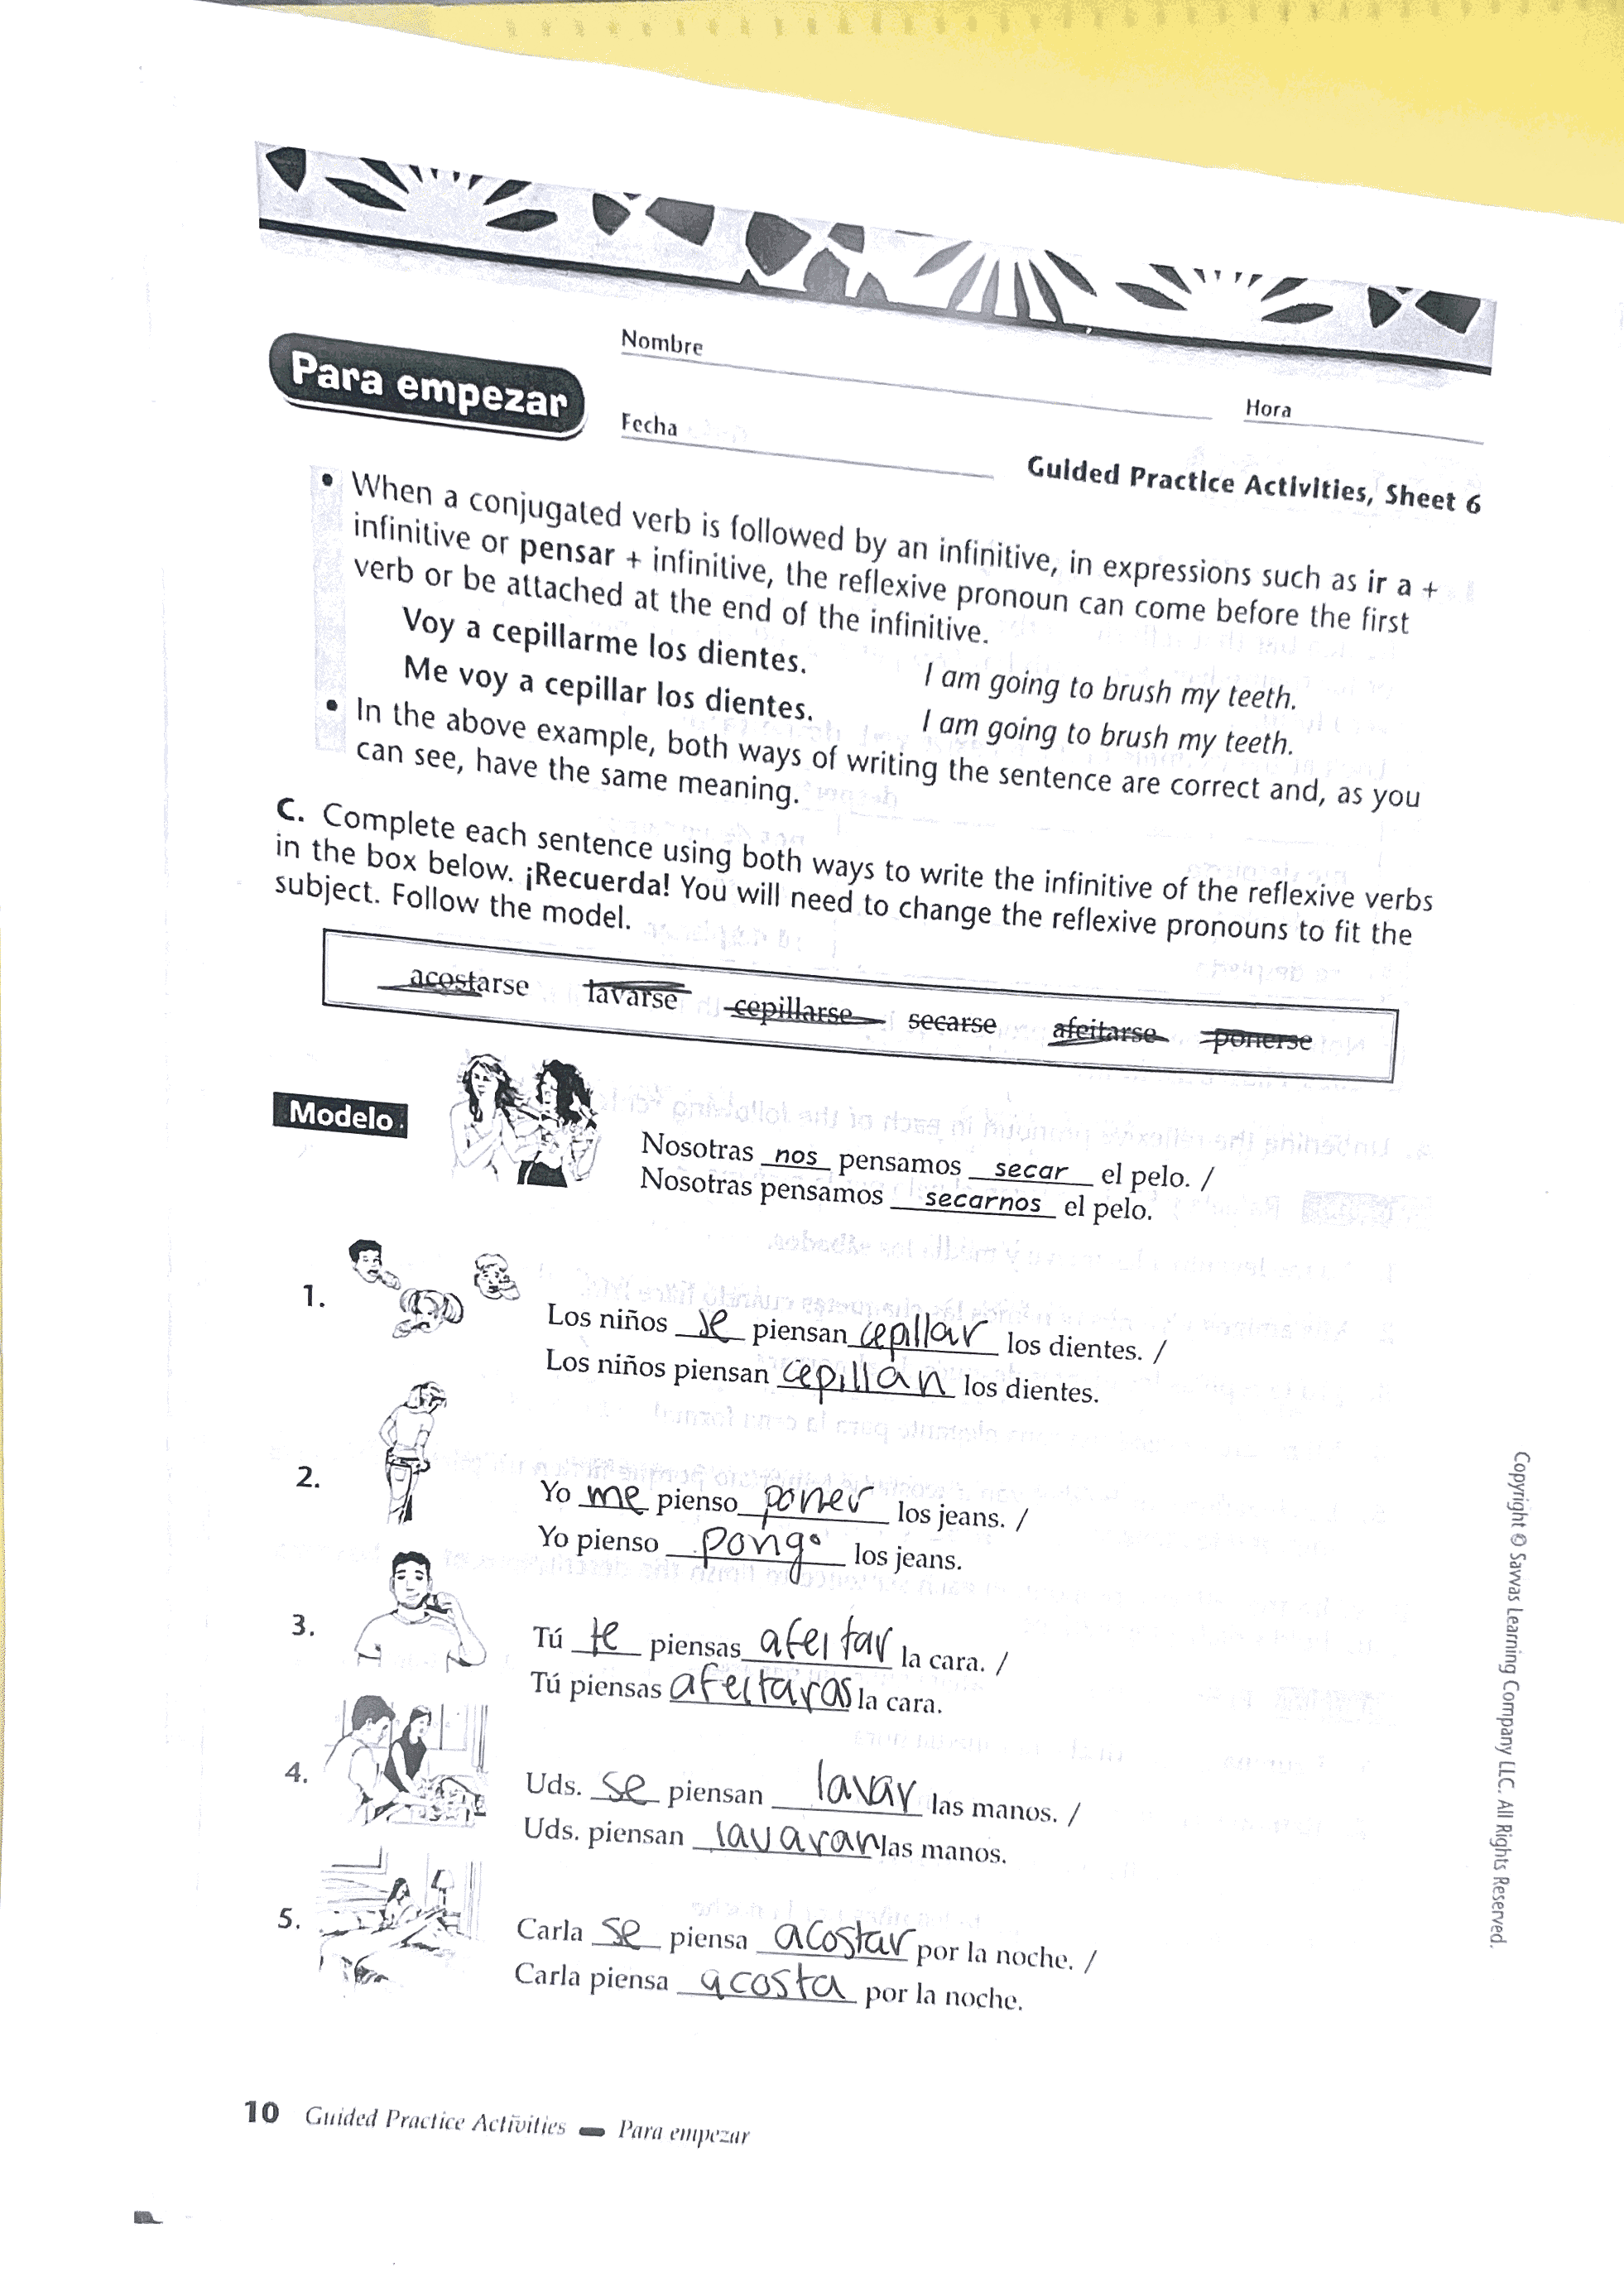 Nombre
Hora
Para empezar
Fecha
Guided Practice Activities, Sheet 6
• When a conjugated verb is followed by an infinitive, in expressions such as ir a +
infinitive or pensar + infinitive, the reflexive pronoun can come before the first
verb or be attached at the end of the infinitive.
Voy a cepillarme los dientes. I am going to brush my teeth.
Me voy a cepillar los dientes. I am going to brush my teeth.
• In the above example, both ways of writing the sentence are correct and, as you
can see, have the same meaning.
C. Complete each sentence using both ways to write the infinitive of the reflexive verbs
in the box below. ¡Recuerda! You will need to change the reflexive pronouns to fit the
subject. Follow the model.
acostarse lavarse cepillarse secarse afeitarse ponerse
Modelo
Nosotras nos pensamos secar el pelo. /
Nosotras pensamos secarnos el pelo.
1. Los niños se piensan cepillar los dientes. /
Los niños piensan cepillan los dientes.
2. Yo me pienso poner los jeans. /
Yo pienso pongo los jeans.
3. Tú te piensas afeitar la cara. /
Tú piensas afeitaras la cara.
4. Uds. se piensan lavar las manos. /
Uds. piensan lavaran las manos.
5. Carla se piensa acostar por la noche. /
Carla piensa acosta por la noche.
10 Guided Practice Activities — Para empezar
Copyright © Savvas Learning Company LLC. All Rights Reserved.